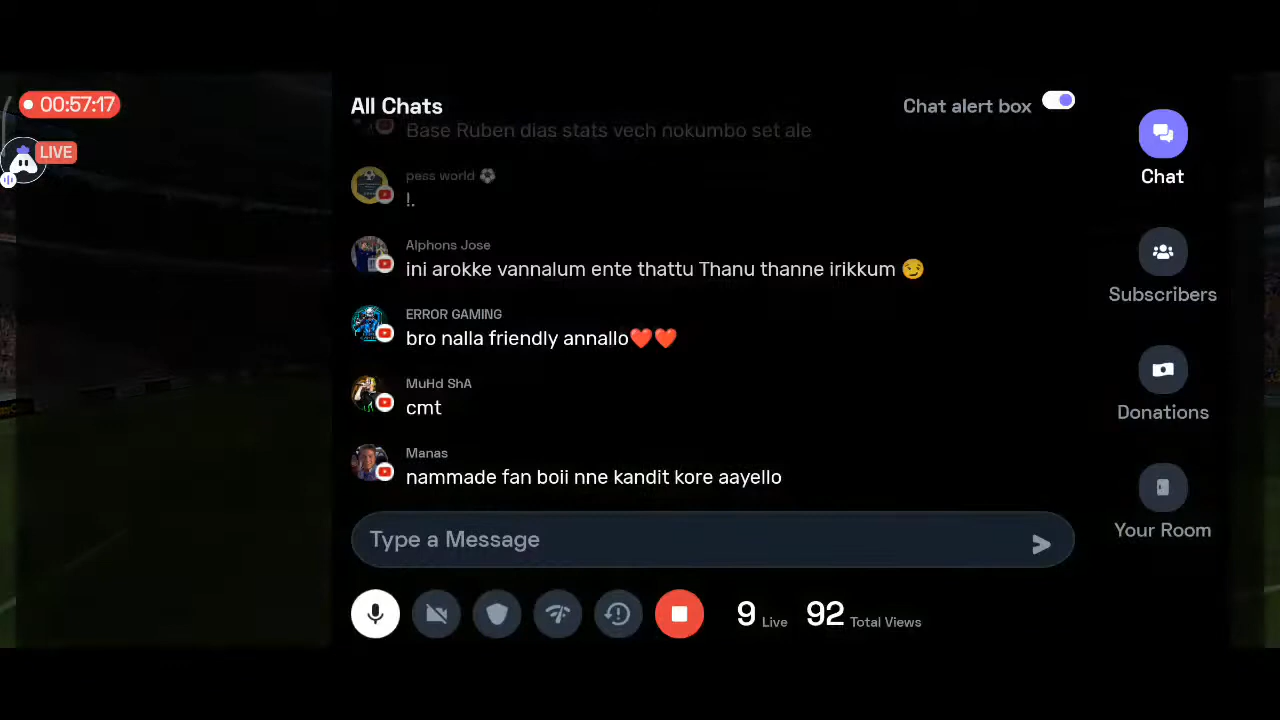 00:57:17
LIVE
All Chats
Chat alert box
Base Ruben dias stats vech nokumbo set ale
pess world ⚽
!.
Alphons Jose
ini arokke vannalum ente thattu Thanu thanne irikkum 😏
ERROR GAMING
bro nalla friendly annallo❤️❤️
MuHd ShA
cmt
Manas
nammade fan boii nne kandit kore aayello
Type a Message
9 Live 92 Total Views
Chat
Subscribers
Donations
Your Room